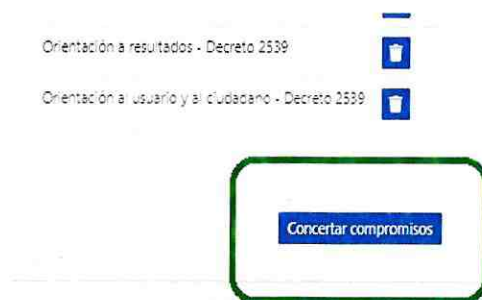 Orientación a resultados - Decreto 2539
Orientación al usuario y al ciudadano - Decreto 2539
Concertar compromisos